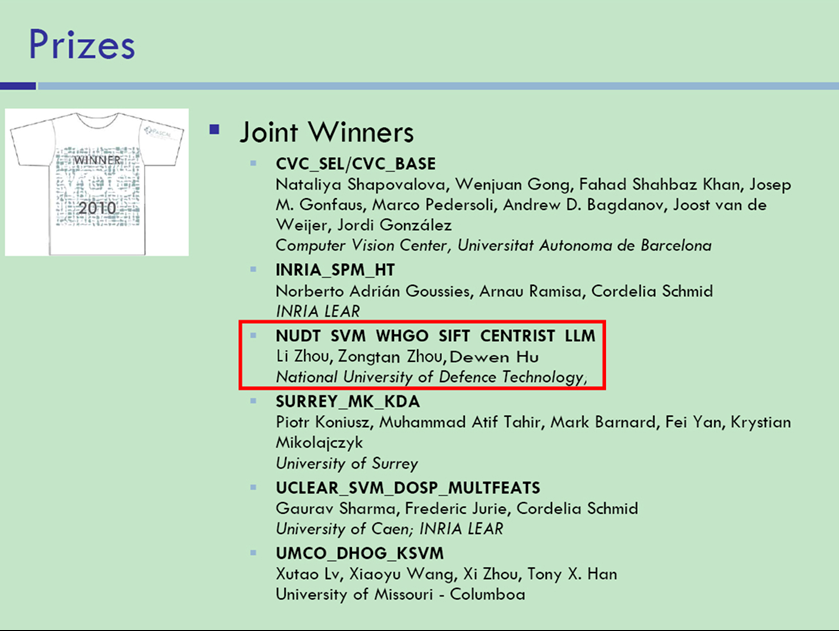 Prizes
WINNER
VOC
2010
Joint Winners
CVC_SEL/CVC_BASE
Nataliya Shapovalova, Wenjuan Gong, Fahad Shahbaz Khan, Josep
M. Gonfaus, Marco Pedersoli, Andrew D. Bagdanov, Joost van de
Weijer, Jordi González
Computer Vision Center, Universitat Autonoma de Barcelona
INRIA_SPM_HT
Norberto Adrián Goussies, Arnau Ramisa, Cordelia Schmid
INRIA LEAR
NUDT SVM WHGO SIFT CENTRIST LLM
Li Zhou, Zongtan Zhou, Dewen Hu
National University of Defence Technology,
SURREY_MK_KDA
Piotr Koniusz, Muhammad Atif Tahir, Mark Barnard, Fei Yan, Krystian
Mikolajczyk
University of Surrey
UCLEAR_SVM_DOSP_MULTFEATS
Gaurav Sharma, Frederic Jurie, Cordelia Schmid
University of Caen; INRIA LEAR
UMCO_DHOG_KSVM
Xutao Lv, Xiaoyu Wang, Xi Zhou, Tony X. Han
University of Missouri - Columboa